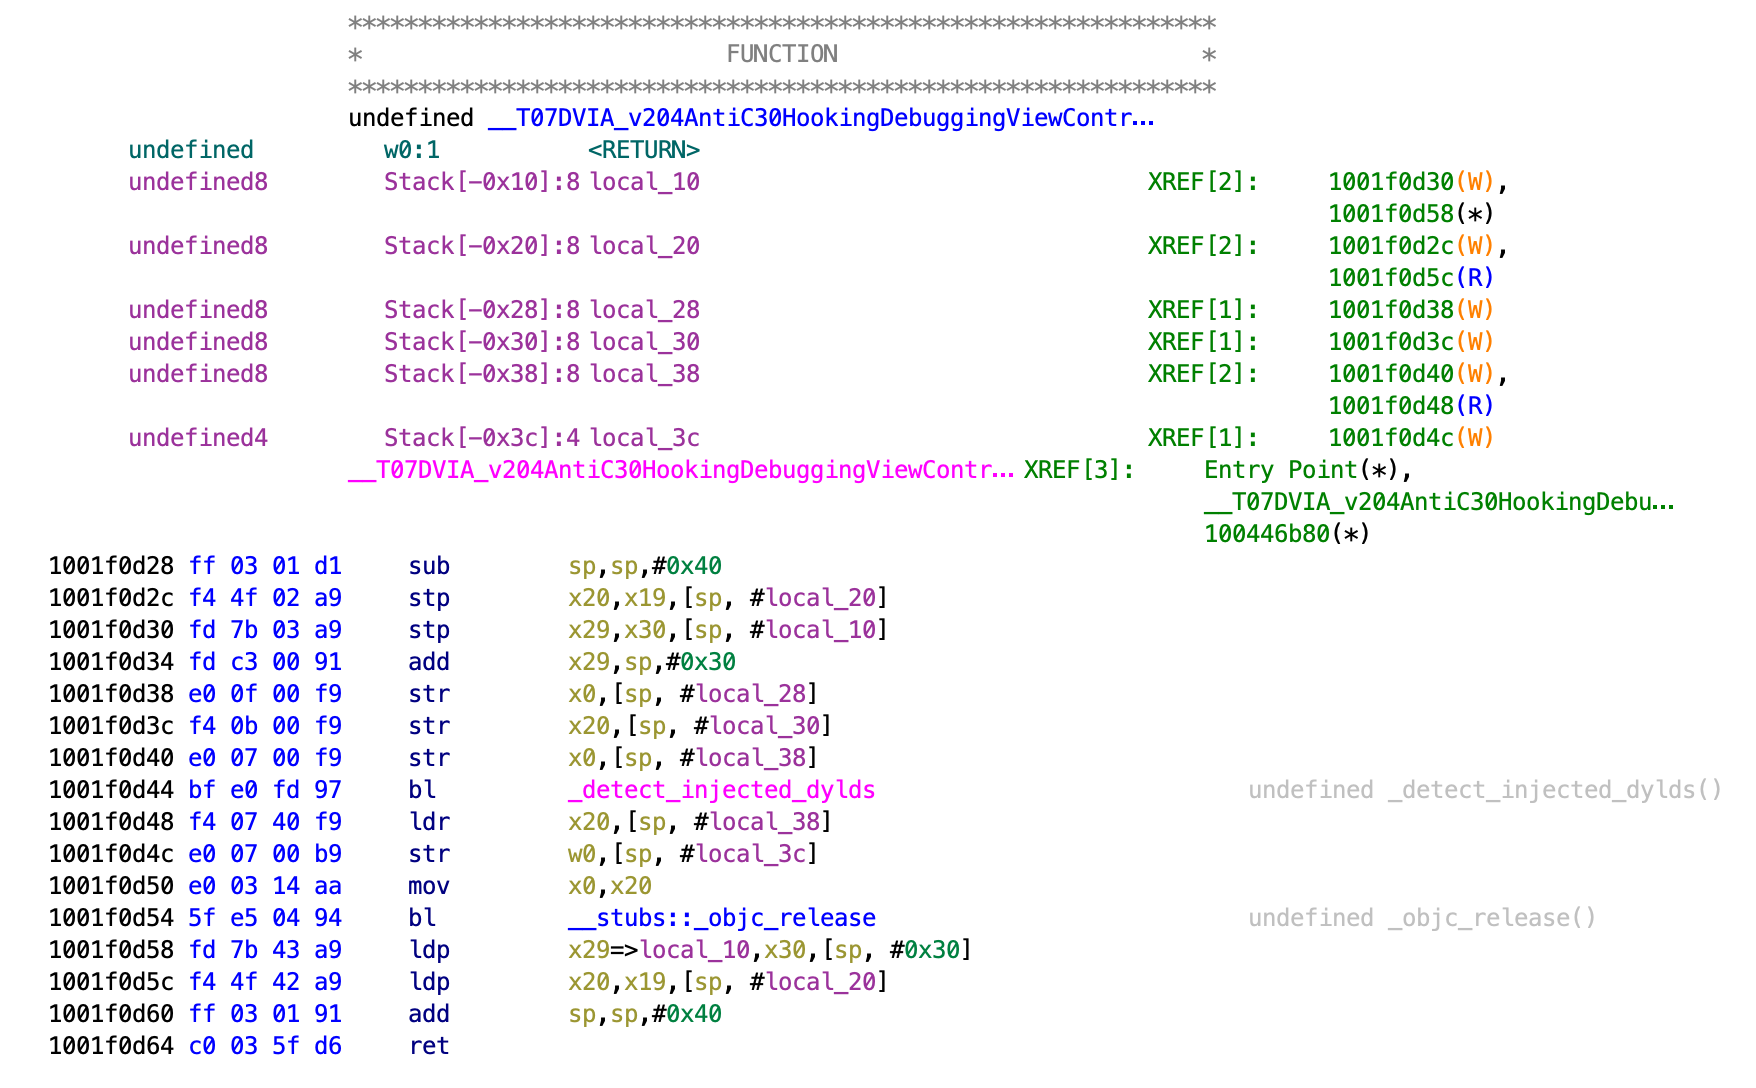 **************************************************************
* FUNCTION *
**************************************************************
undefined __T07DVIA_v204AntiC30HookingDebuggingViewContr...
undefined w0:1 <RETURN>
undefined8 Stack[-0x10]:8 local_10 XREF[2]: 1001f0d30(W),
1001f0d58(*)
undefined8 Stack[-0x20]:8 local_20 XREF[2]: 1001f0d2c(W),
1001f0d5c(R)
undefined8 Stack[-0x28]:8 local_28 XREF[1]: 1001f0d38(W)
undefined8 Stack[-0x30]:8 local_30 XREF[1]: 1001f0d3c(W)
undefined8 Stack[-0x38]:8 local_38 XREF[2]: 1001f0d40(W),
1001f0d48(R)
undefined4 Stack[-0x3c]:4 local_3c XREF[1]: 1001f0d4c(W)
__T07DVIA_v204AntiC30HookingDebuggingViewContr... XREF[3]: Entry Point(*),
__T07DVIA_v204AntiC30HookingDebu...
100446b80(*)
1001f0d28 ff 03 01 d1 sub sp,sp,#0x40
1001f0d2c f4 4f 02 a9 stp x20,x19,[sp, #local_20]
1001f0d30 fd 7b 03 a9 stp x29,x30,[sp, #local_10]
1001f0d34 fd c3 00 91 add x29,sp,#0x30
1001f0d38 e0 0f 00 f9 str x0,[sp, #local_28]
1001f0d3c f4 0b 00 f9 str x20,[sp, #local_30]
1001f0d40 e0 07 00 f9 str x0,[sp, #local_38]
1001f0d44 bf e0 fd 97 bl _detect_injected_dylds undefined _detect_injected_dylds()
1001f0d48 f4 07 40 f9 ldr x20,[sp, #local_38]
1001f0d4c e0 07 00 b9 str w0,[sp, #local_3c]
1001f0d50 e0 03 14 aa mov x0,x20
1001f0d54 5f e5 04 94 bl __stubs::_objc_release undefined _objc_release()
1001f0d58 fd 7b 43 a9 ldp x29=>local_10,x30,[sp, #0x30]
1001f0d5c f4 4f 42 a9 ldp x20,x19,[sp, #local_20]
1001f0d60 ff 03 01 91 add sp,sp,#0x40
1001f0d64 c0 03 5f d6 ret